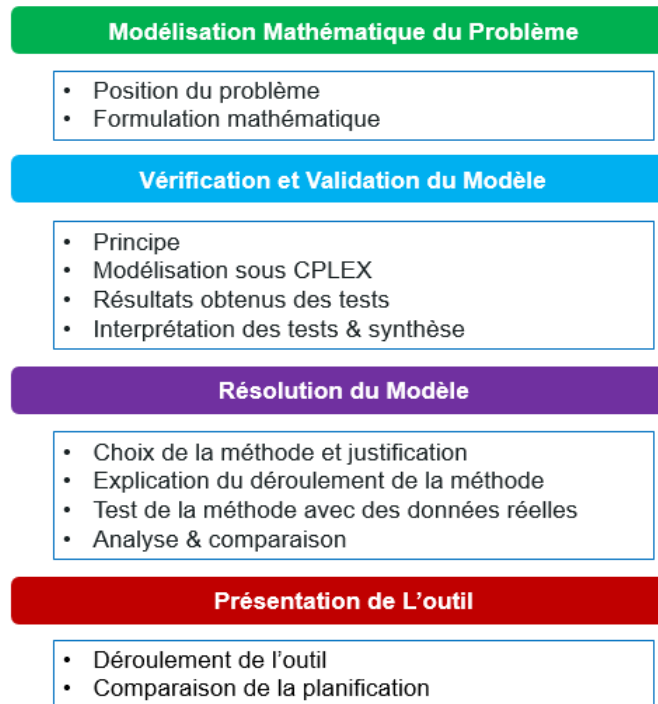 Modélisation Mathématique du Problème
• Position du problème
• Formulation mathématique
Vérification et Validation du Modèle
• Principe
• Modélisation sous CPLEX
• Résultats obtenus des tests
• Interprétation des tests & synthèse
Résolution du Modèle
• Choix de la méthode et justification
• Explication du déroulement de la méthode
• Test de la méthode avec des données réelles
• Analyse & comparaison
Présentation de L’outil
• Déroulement de l’outil
• Comparaison de la planification